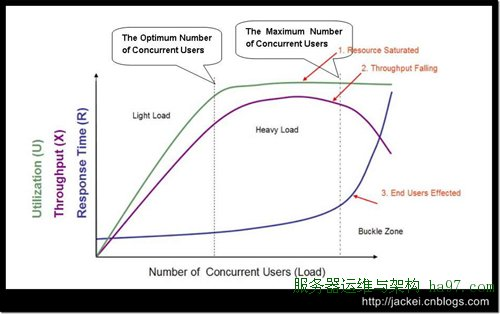 The Optimum Number
of Concurrent Users
The Maximum Number
of Concurrent Users
1. Resource Saturated
2. Throughput Falling
Light Load
Heavy Load
Utilization (U)
Throughput (X)
Response Time (R)
3. End Users Effected
Buckle Zone
Number of Concurrent Users (Load)
服务器运维与架构 ha97.com
http://jackei.cnblogs.com